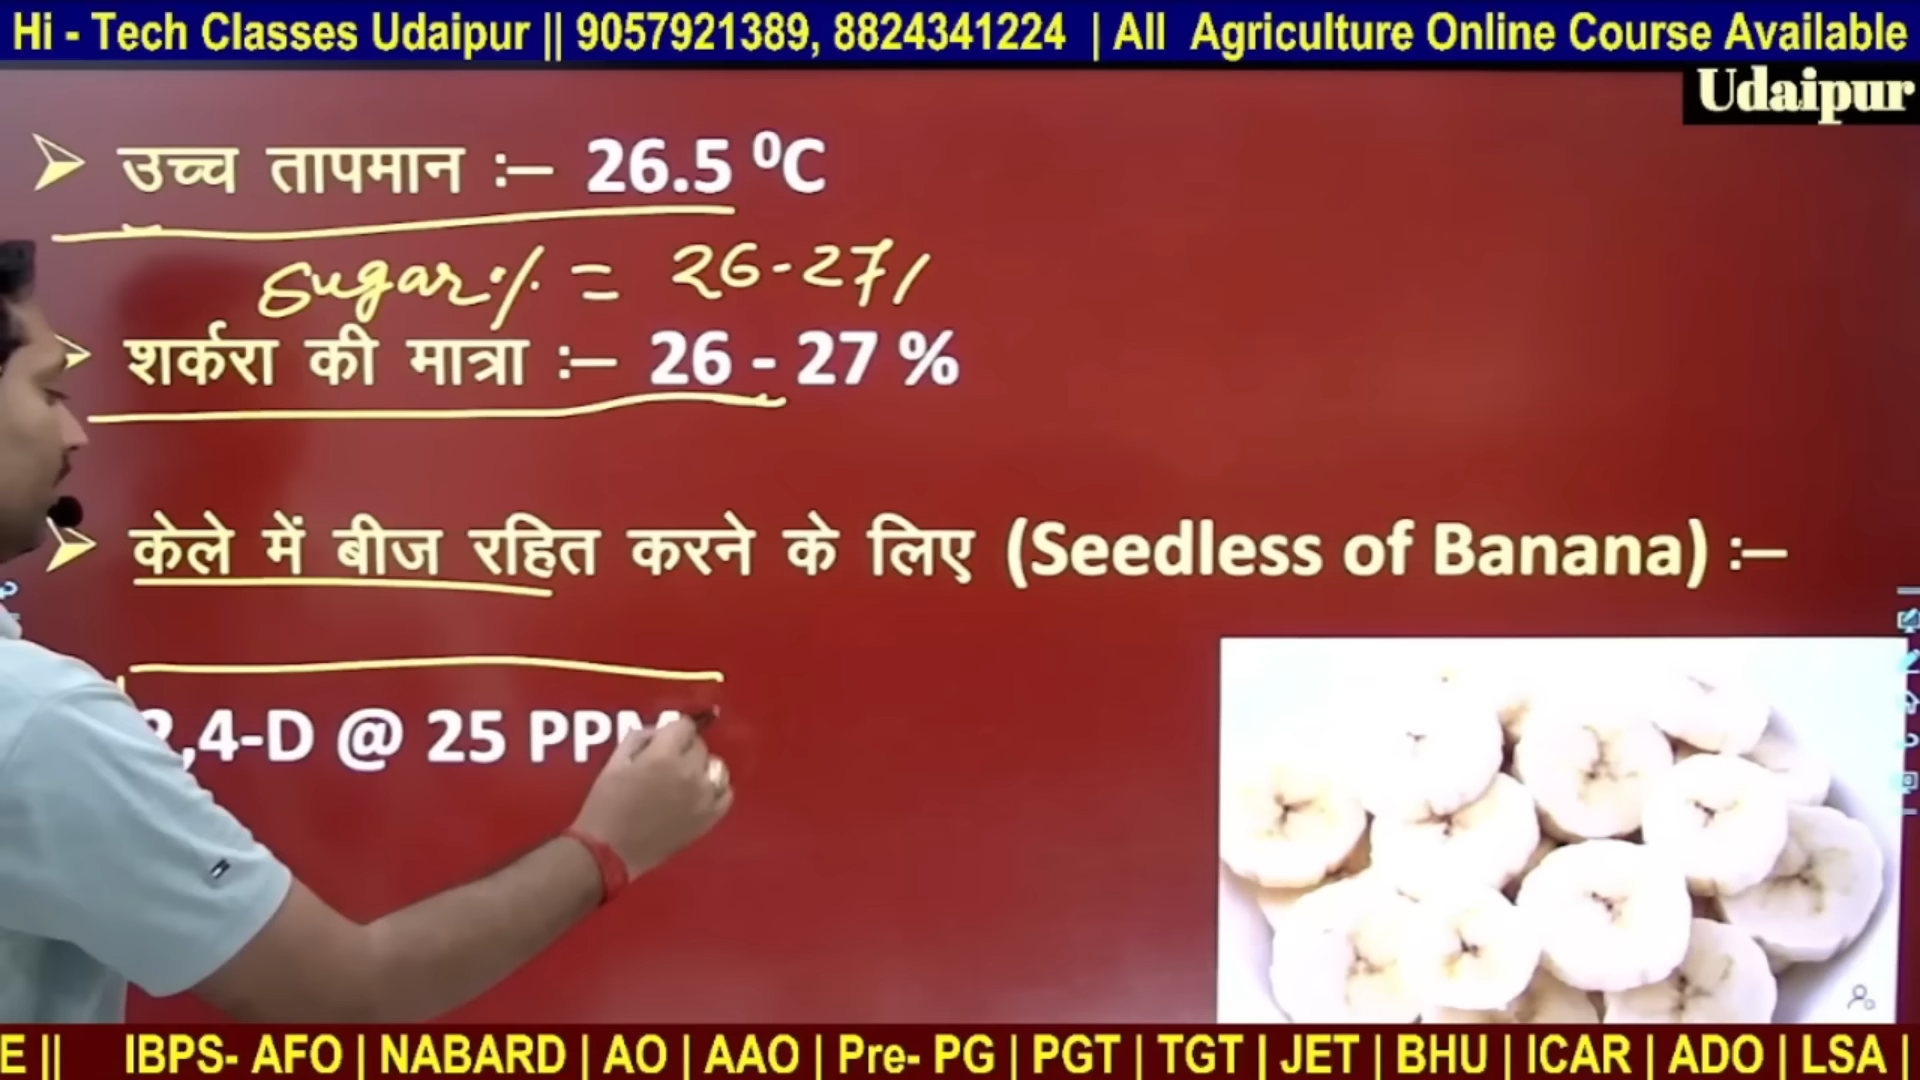 Hi - Tech Classes Udaipur || 9057921389, 8824341224 | All Agriculture Online Course Available
Udaipur
उच्च तापमान :– 26.5 ⁰C
Sugar % = 26-27%
शर्करा की मात्रा :– 26 - 27 %
केले में बीज रहित करने के लिए (Seedless of Banana) :–
2,4-D @ 25 PPM
E || IBPS- AFO | NABARD | AO | AAO | Pre- PG | PGT | TGT | JET | BHU | ICAR | ADO | LSA |